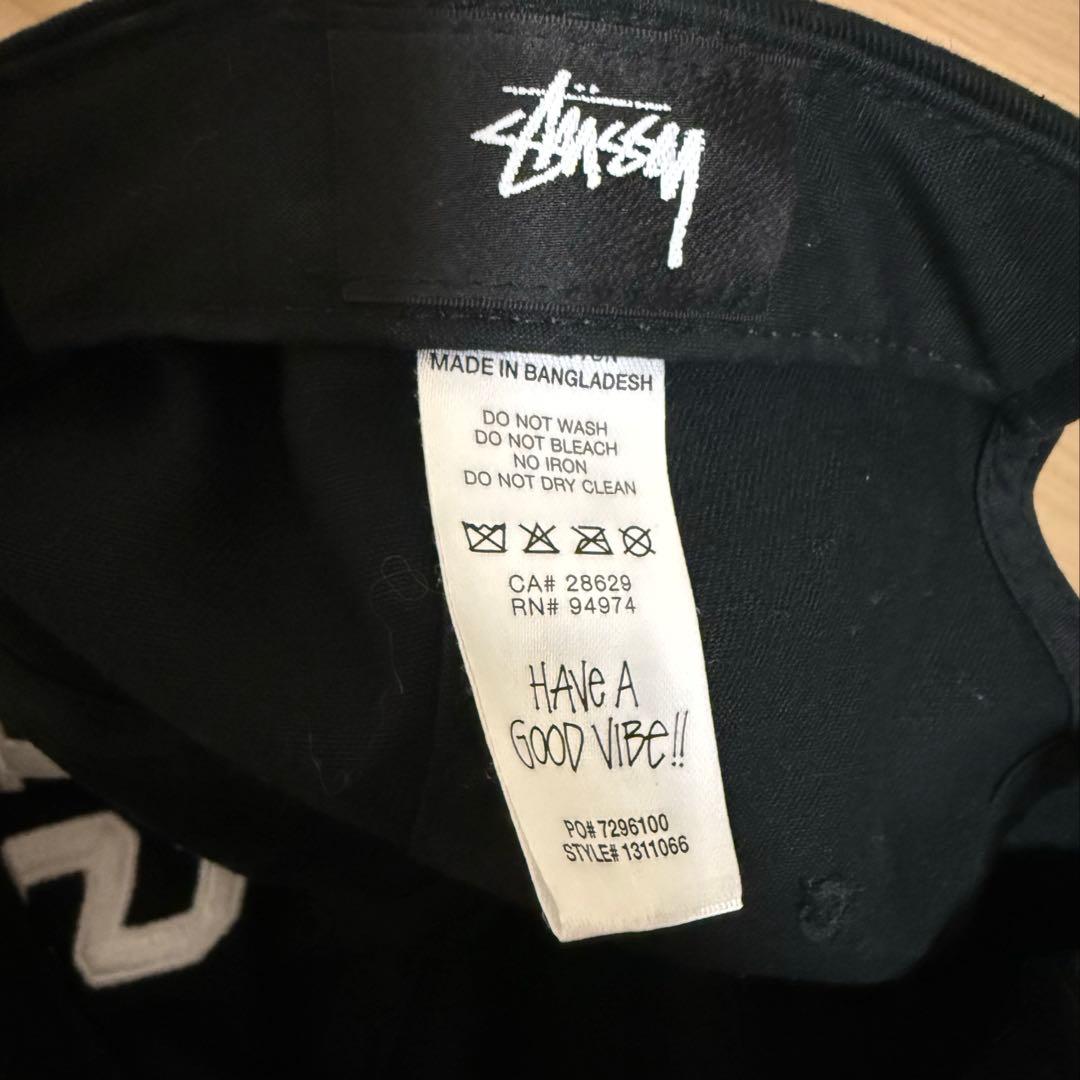 Stüssy
MADE IN BANGLADESH
DO NOT WASH
DO NOT BLEACH
NO IRON
DO NOT DRY CLEAN
CA# 28629
RN# 94974
HAVe A
GOOD VIBe!!
PO# 7296100
STYLE# 1311066